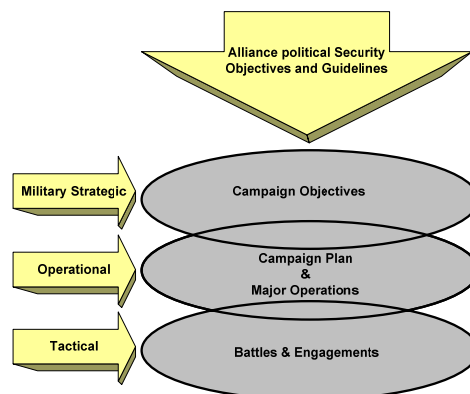 Alliance political Security
Objectives and Guidelines
Military Strategic
Campaign Objectives
Operational
Campaign Plan
&
Major Operations
Tactical
Battles & Engagements